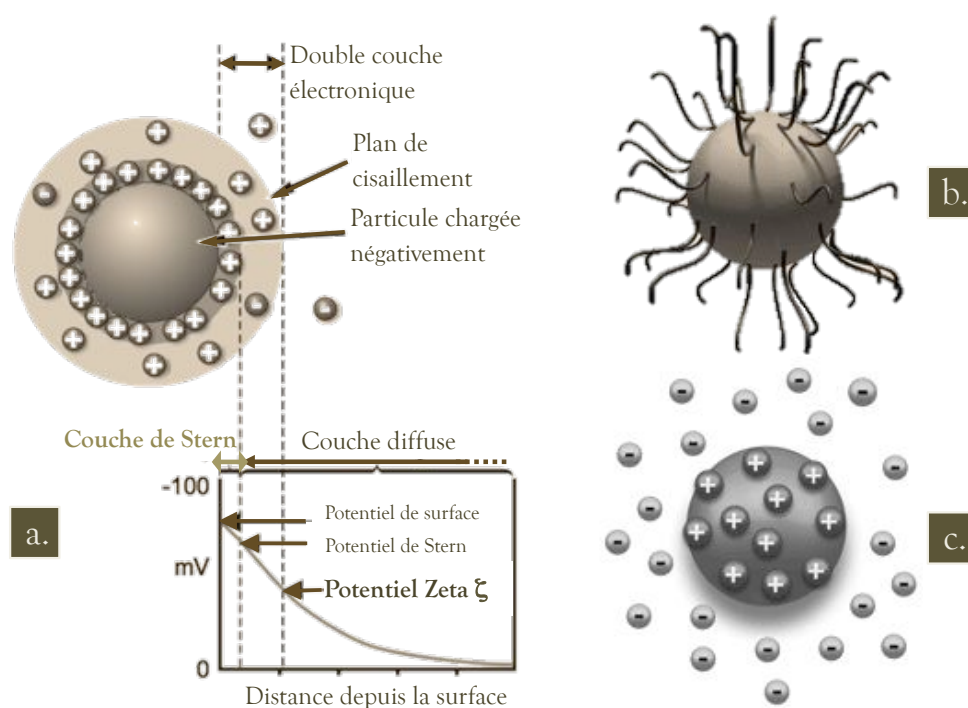 Double couche
électronique
Plan de
cisaillement
Particule chargée
négativement
b.
Couche de Stern
Couche diffuse
-100
Potentiel de surface
a.
Potentiel de Stern
c.
mV
Potentiel Zeta ζ
0
Distance depuis la surface